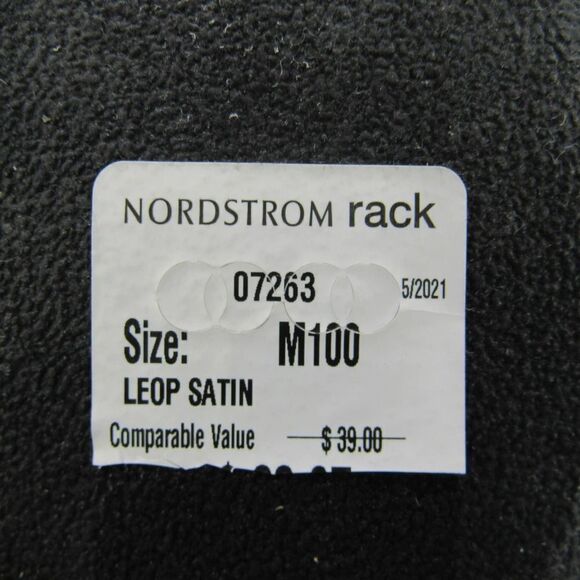 NORDSTROM rack
07263 5/2021
Size: M100
LEOP SATIN
Comparable Value $ 39.00